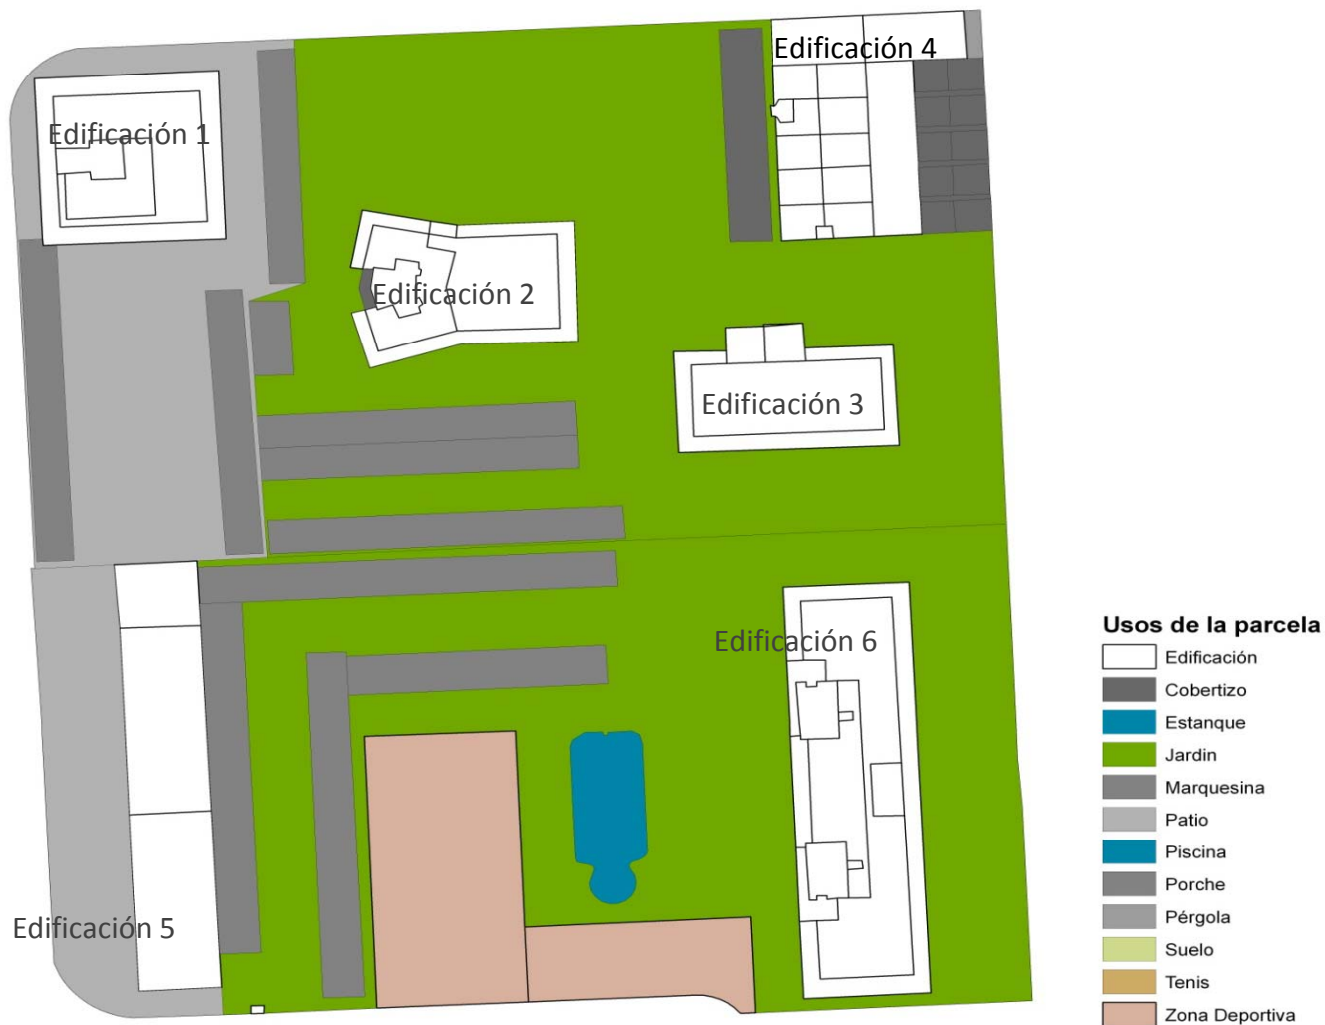 Edificación 4
Edificación 1
Edificación 2
Edificación 3
Edificación 6
Edificación 5
Usos de la parcela
Edificación
Cobertizo
Estanque
Jardin
Marquesina
Patio
Piscina
Porche
Pérgola
Suelo
Tenis
Zona Deportiva